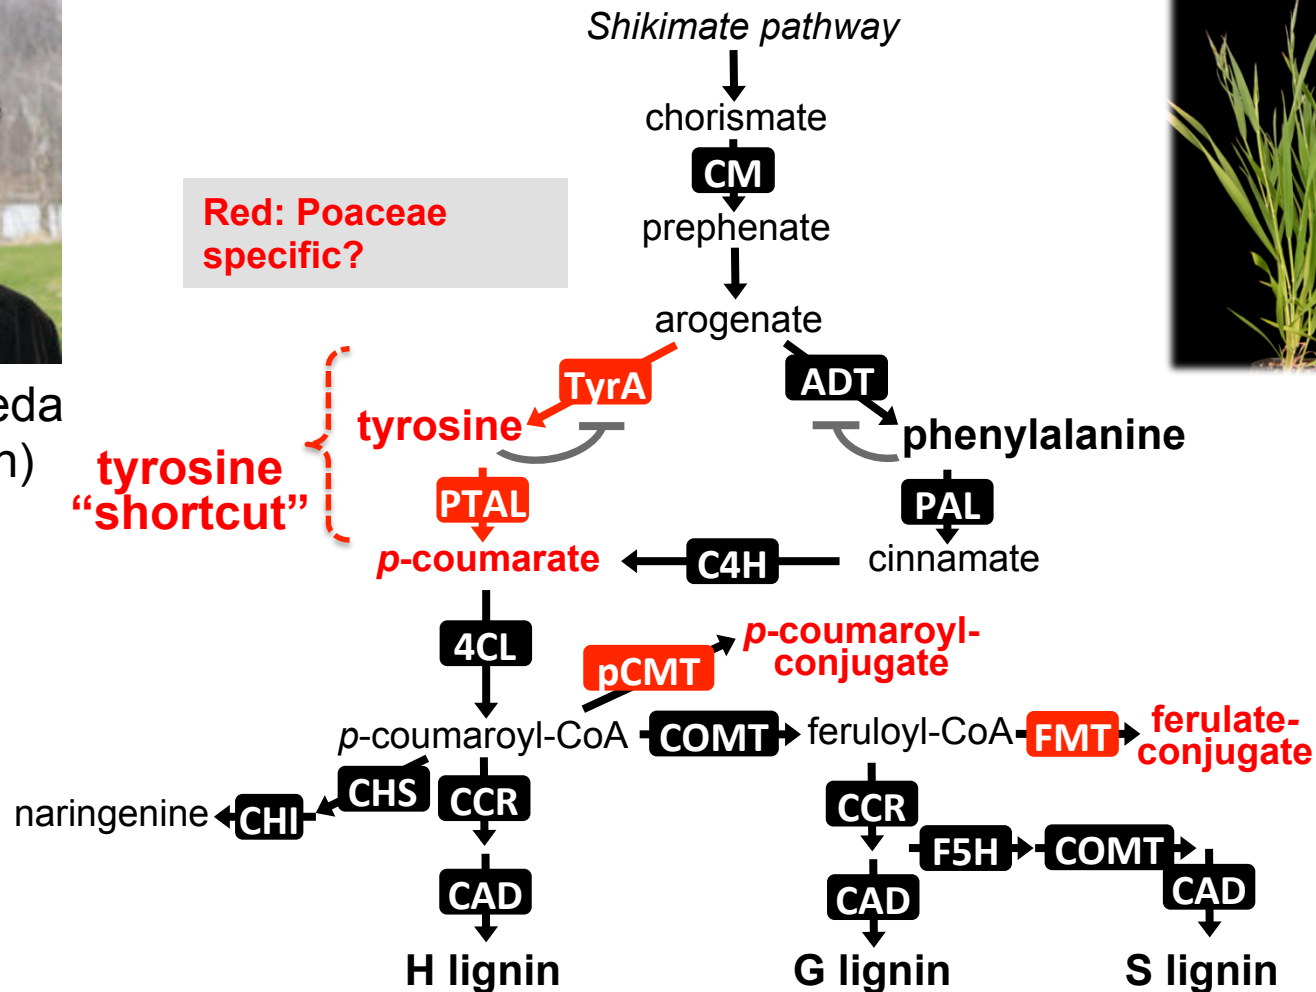 Shikimate pathway
chorismate
CM
prephenate
Red: Poaceae
specific?
arogenate
TyrA
ADT
eda
n)
tyrosine
phenylalanine
tyrosine
“shortcut”
PTAL
PAL
p-coumarate
C4H
cinnamate
4CL
pCMT
p-coumaroyl-
conjugate
p-coumaroyl-CoA
COMT
feruloyl-CoA
FMT
ferulate-
conjugate
naringenine
CHI
CHS
CCR
CCR
F5H
COMT
CAD
CAD
CAD
H lignin
G lignin
S lignin